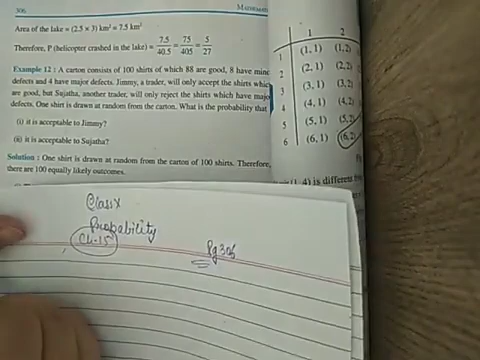 306
Area of the lake = (2.5 × 3) km² = 7.5 km²
Therefore, P (helicopter crashed in the lake) = 7.5/40.5 = 75/405 = 5/27
Example 12 : A carton consists of 100 shirts of which 88 are good, 8 have
defects and 4 have major defects. Jimmy, a trader, will only accept the shirts
are good, but Sujatha, another trader, will only reject the shirts which have
defects. One shirt is drawn at random from the carton. What is the probability that
(i) it is acceptable to Jimmy?
(ii) it is acceptable to Sujatha?
Solution : One shirt is drawn at random from the carton of 100 shirts. Therefore,
there are 100 equally likely outcomes.
1 2
1 (1, 1) (1, 2)
2 (2, 1) (2, 2)
3 (3, 1) (3, 2)
4 (4, 1) (4, 2)
5 (5, 1) (5, 2)
6 (6, 1) (6, 2)
4) is different
Class X
Probability
Ch-15
Pg 306